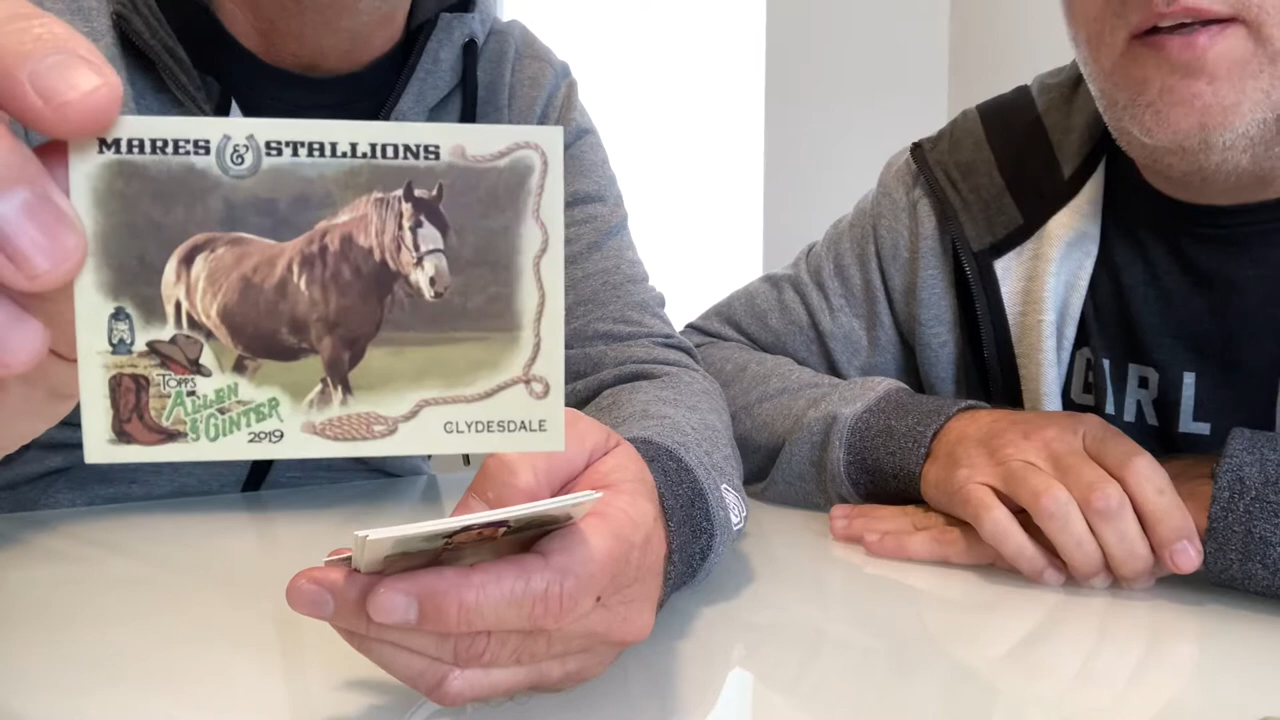 MARES & STALLIONS
TOPPS
ALLEN
& GINTER
2019
CLYDESDALE
GIRL